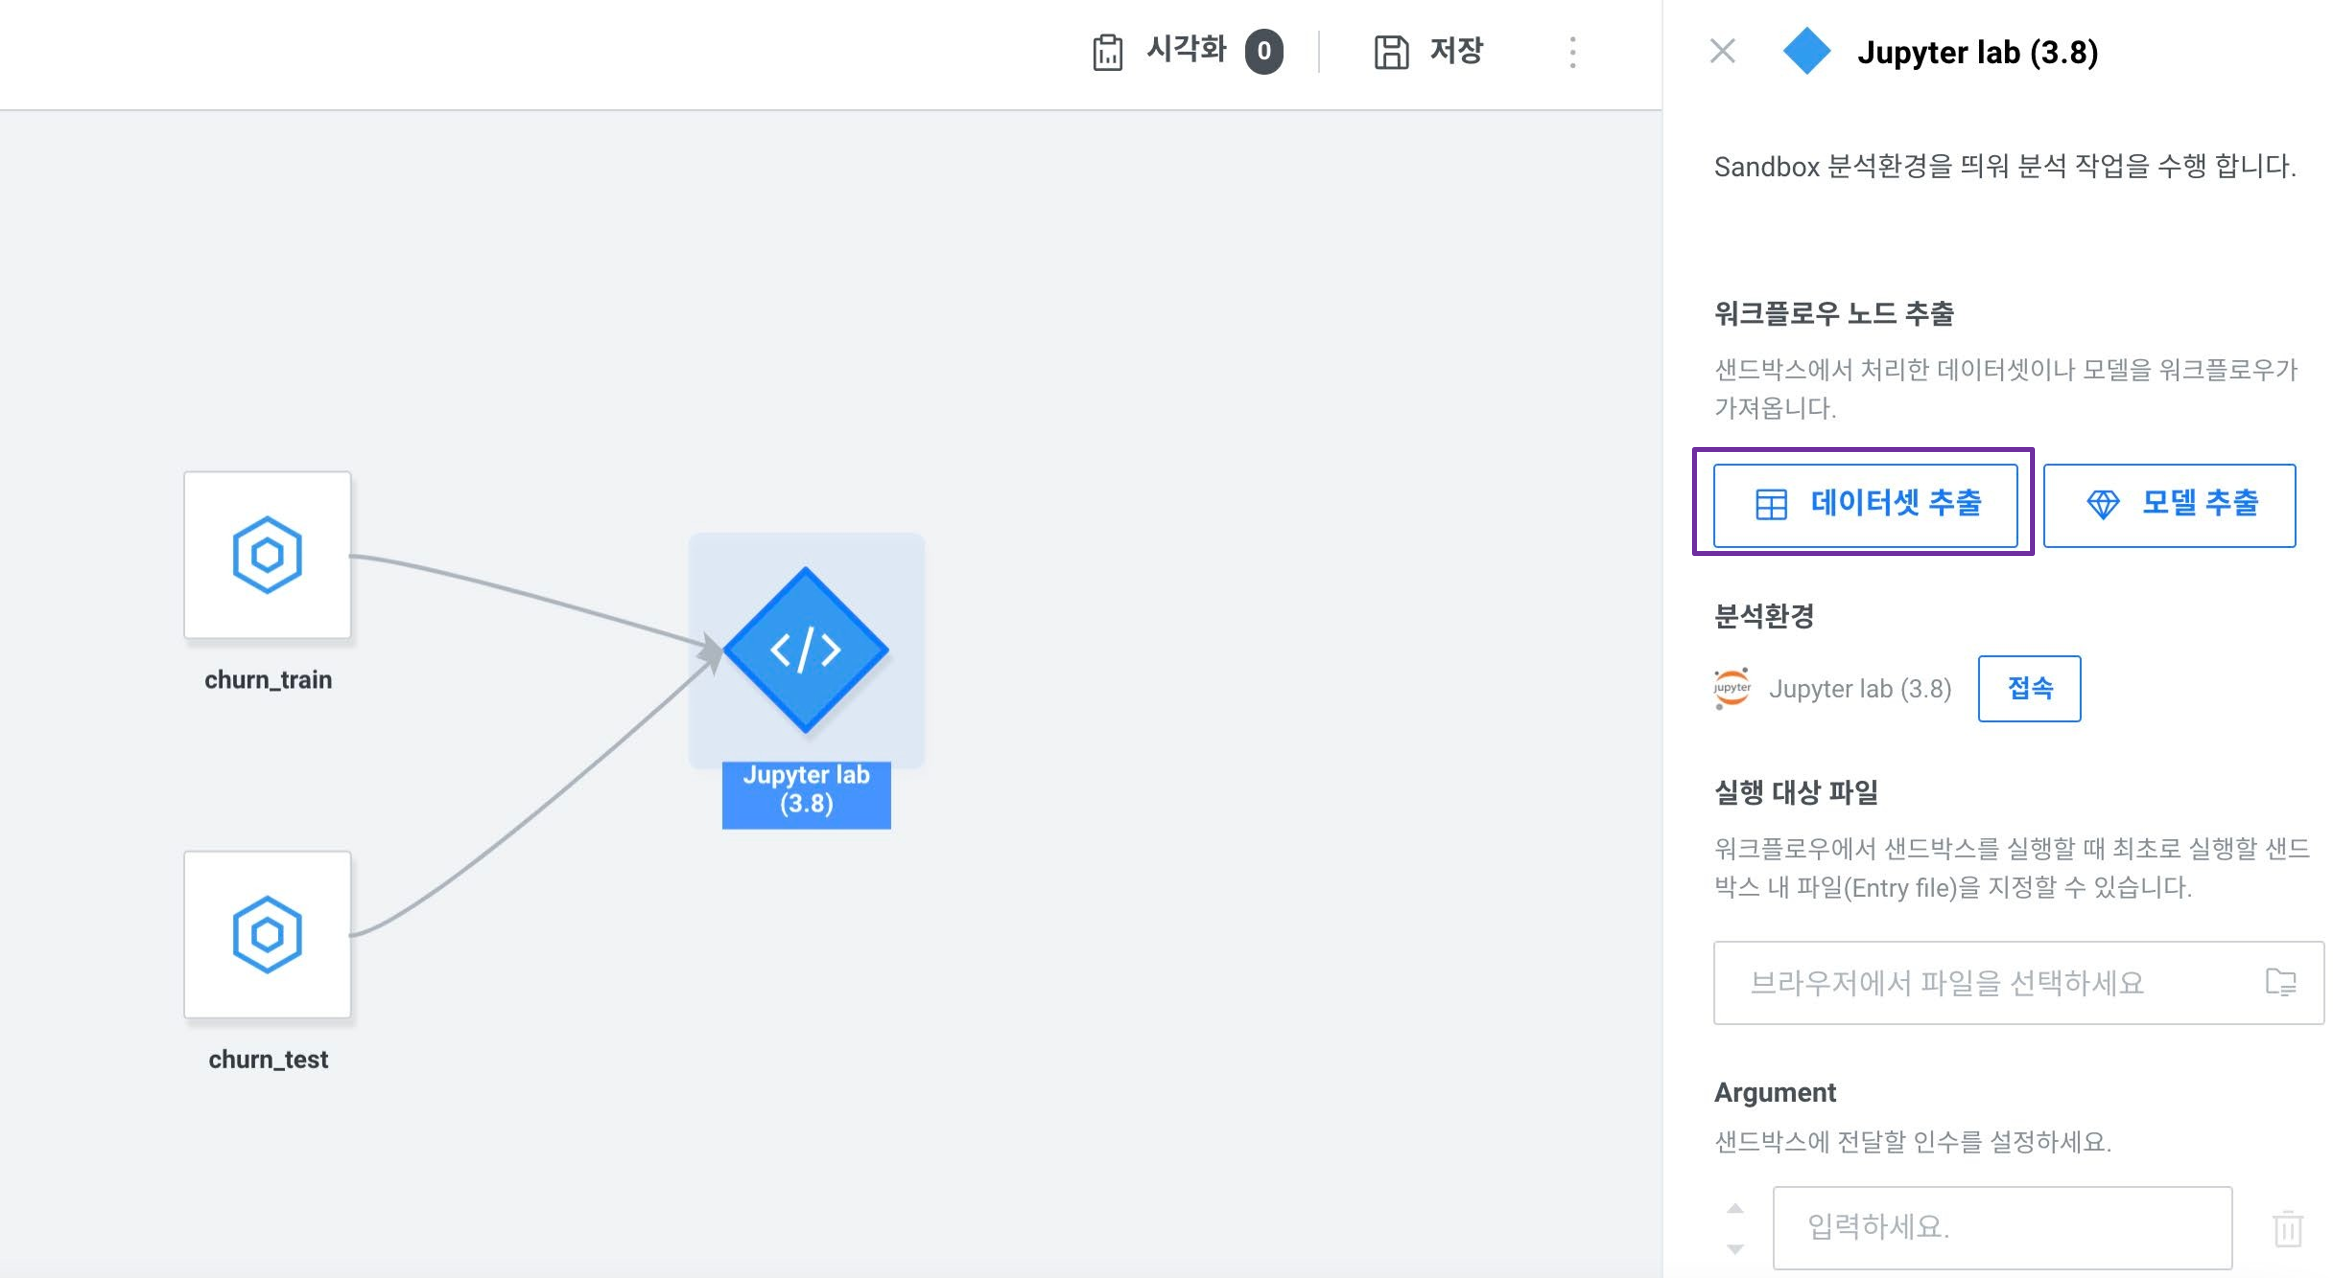 시각화 0
저장
Jupyter lab (3.8)
Sandbox 분석환경을 띄워 분석 작업을 수행 합니다.
워크플로우 노드 추출
샌드박스에서 처리한 데이터셋이나 모델을 워크플로우가
가져옵니다.
데이터셋 추출
모델 추출
분석환경
jupyter
Jupyter lab (3.8)
접속
실행 대상 파일
워크플로우에서 샌드박스를 실행할 때 최초로 실행할 샌드
박스 내 파일(Entry file)을 지정할 수 있습니다.
브라우저에서 파일을 선택하세요
Argument
샌드박스에 전달할 인수를 설정하세요.
입력하세요.
churn_train
</>
Jupyter lab
(3.8)
churn_test